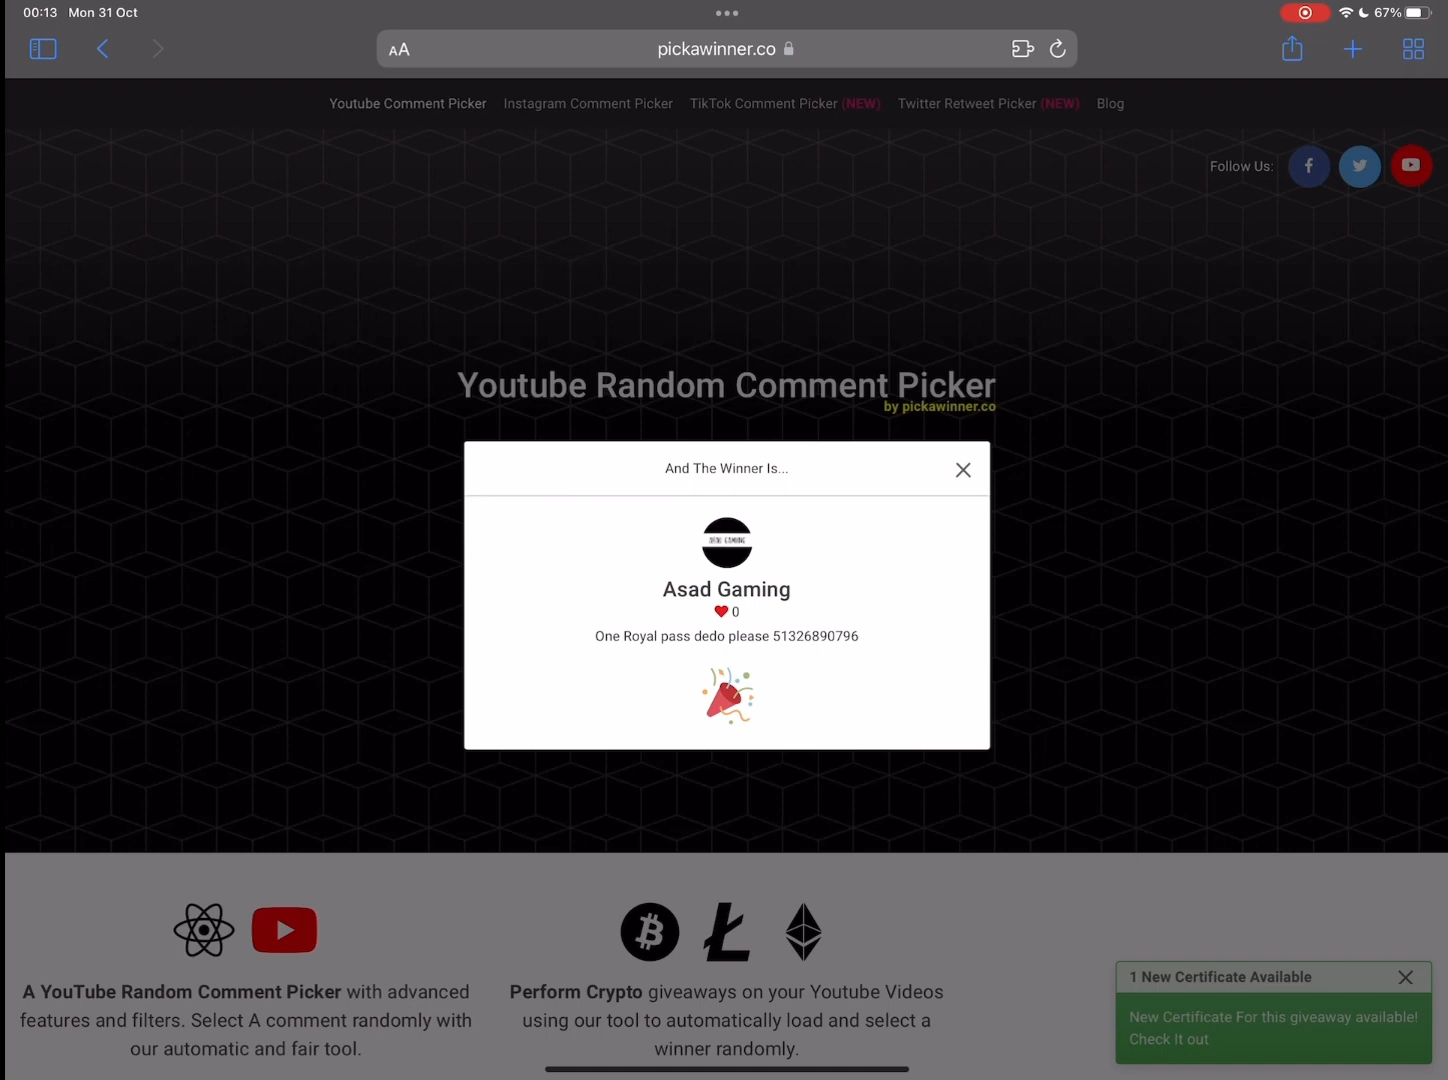 00:13 Mon 31 Oct
67%
AA
pickawinner.co
Youtube Comment Picker Instagram Comment Picker TikTok Comment Picker (NEW) Twitter Retweet Picker (NEW) Blog
Follow Us:
Youtube Random Comment Picker
by pickawinner.co
And The Winner Is...
ASAD GAMING
Asad Gaming
0
One Royal pass dedo please 51326890796
A YouTube Random Comment Picker with advanced
features and filters. Select A comment randomly with
our automatic and fair tool.
Perform Crypto giveaways on your Youtube Videos
using our tool to automatically load and select a
winner randomly.
1 New Certificate Available
New Certificate For this giveaway available!
Check It out